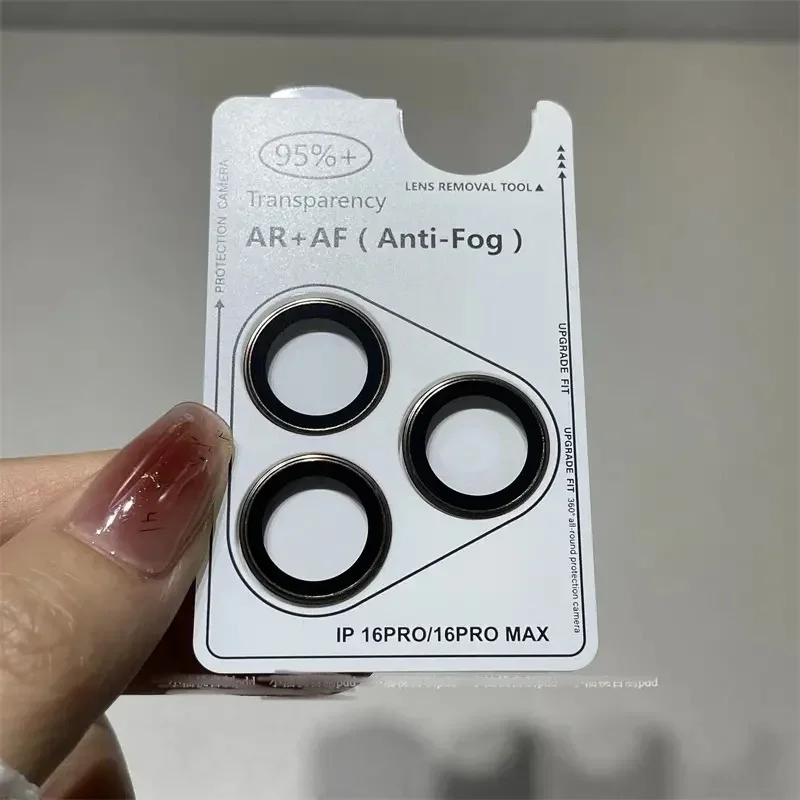 95%+
Transparency
AR+AF ( Anti-Fog )
LENS REMOVAL TOOL ▲
PROTECTION CAMERA
UPGRADE FIT
UPGRADE FIT 360° all-round protection camera
IP 16PRO/16PRO MAX